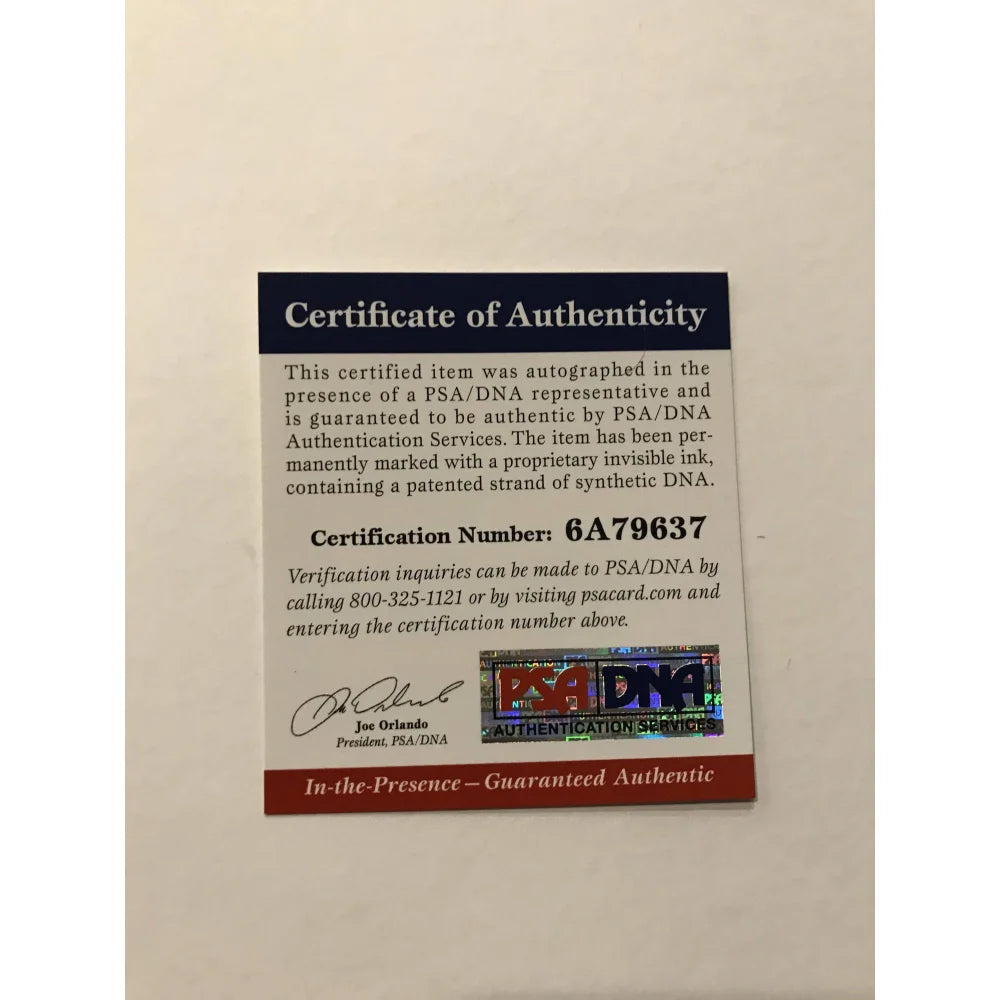 Certificate of Authenticity
This certified item was autographed in the
presence of a PSA/DNA representative and
is guaranteed to be authentic by PSA/DNA
Authentication Services. The item has been per-
manently marked with a proprietary invisible ink,
containing a patented strand of synthetic DNA.
Certification Number: 6A79637
Verification inquiries can be made to PSA/DNA by
calling 800-325-1121 or by visiting psacard.com and
entering the certification number above.
PSA DNA
AUTHENTICATION SERVICES
Joe Orlando
President, PSA/DNA
In-the-Presence — Guaranteed Authentic